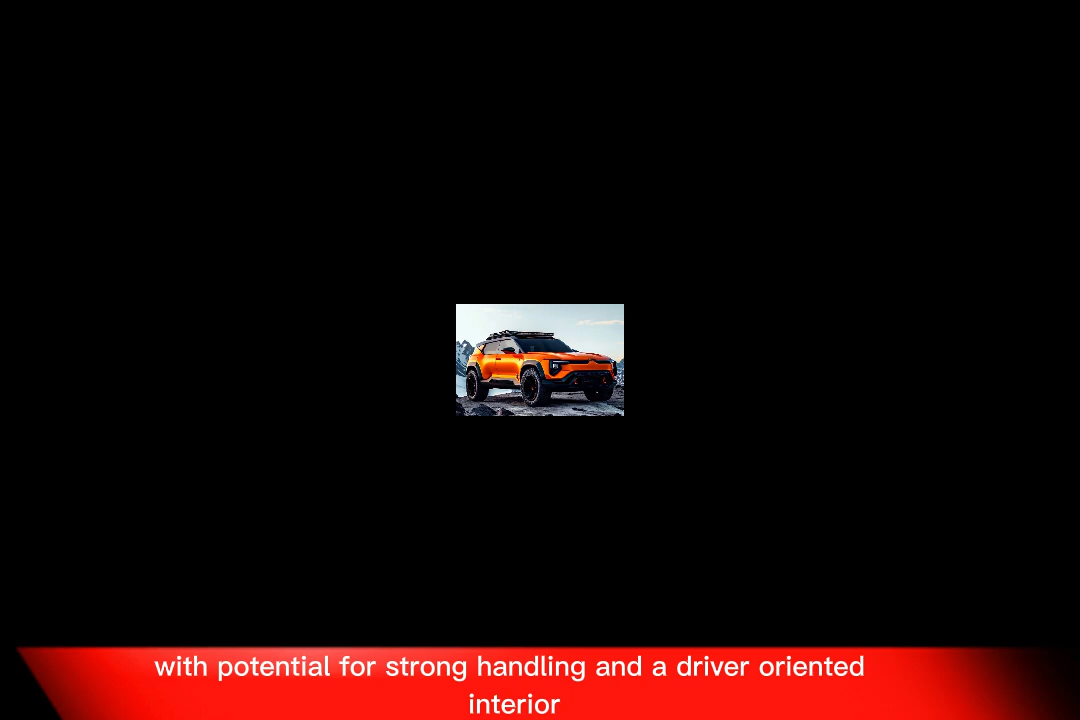 with potential for strong handling and a driver oriented
interior